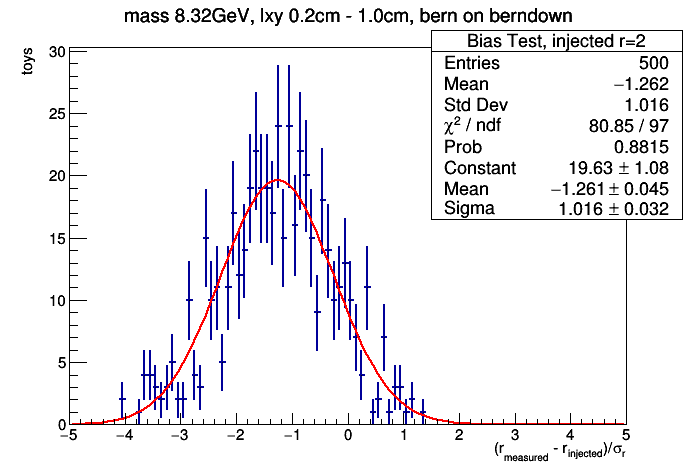 mass 8.32GeV, lxy 0.2cm - 1.0cm, bern on berndown
Bias Test, injected r=2
Entries 500
Mean −1.262
Std Dev 1.016
χ² / ndf 80.85 / 97
Prob 0.8815
Constant 19.63 ± 1.08
Mean −1.261 ± 0.045
Sigma 1.016 ± 0.032
toys
30
25
20
15
10
5
0
−5 −4 −3 −2 −1 0 1 2 3 4 5
(r_measured - r_injected)/σ_r